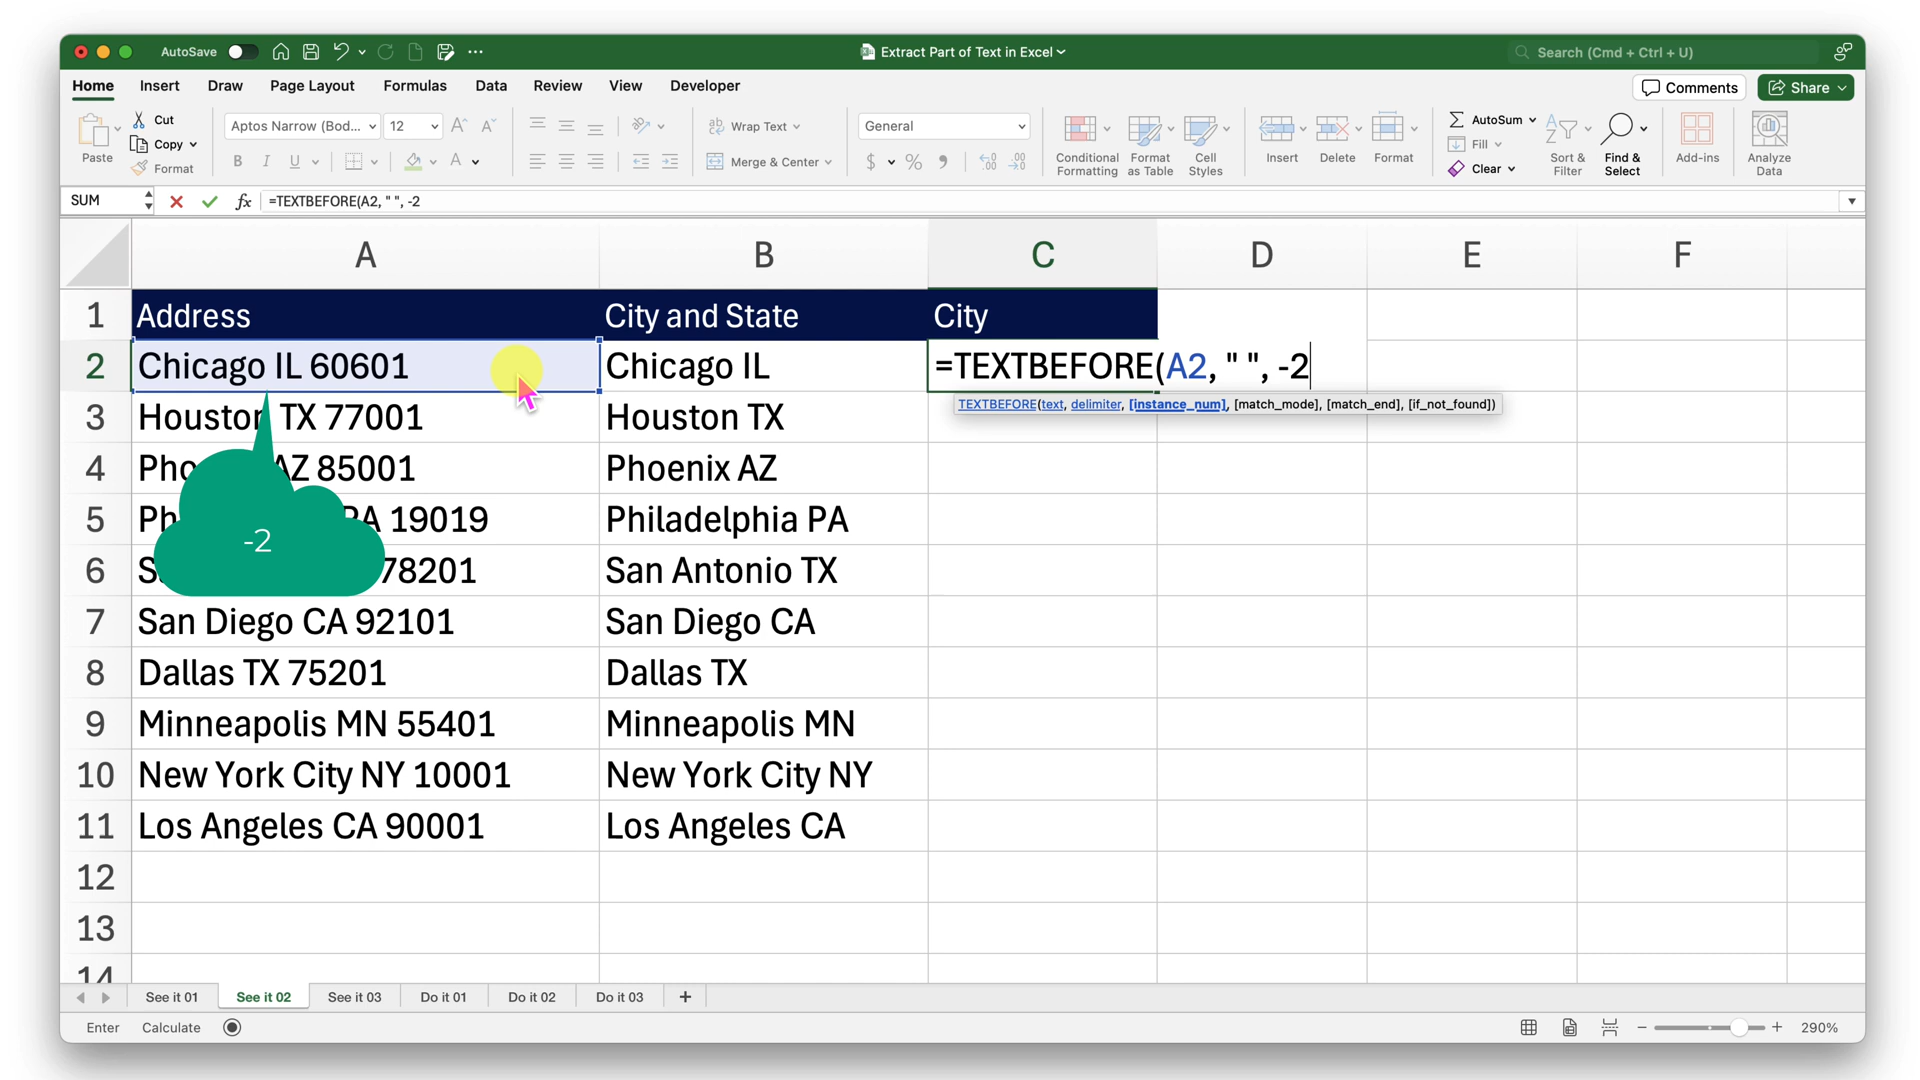 AutoSave
Extract Part of Text in Excel
Search (Cmd + Ctrl + U)
Home Insert Draw Page Layout Formulas Data Review View Developer
Comments Share
Paste
Cut
Copy
Format
Aptos Narrow (Bod... 12
B I U
Wrap Text
Merge & Center
General
$ % 9
Conditional Formatting
Format as Table
Cell Styles
Insert Delete Format
AutoSum
Fill
Clear
Sort & Filter
Find & Select
Add-ins
Analyze Data
SUM fx =TEXTBEFORE(A2, " ", -2
A B C D E F
1 Address City and State City
2 Chicago IL 60601 Chicago IL =TEXTBEFORE(A2, " ", -2
TEXTBEFORE(text, delimiter, [instance_num], [match_mode], [match_end], [if_not_found])
3 Houston TX 77001 Houston TX
4 Pho AZ 85001 Phoenix AZ
5 Ph PA 19019 Philadelphia PA
-2
6 S 78201 San Antonio TX
7 San Diego CA 92101 San Diego CA
8 Dallas TX 75201 Dallas TX
9 Minneapolis MN 55401 Minneapolis MN
10 New York City NY 10001 New York City NY
11 Los Angeles CA 90001 Los Angeles CA
12
13
14
See it 01 See it 02 See it 03 Do it 01 Do it 02 Do it 03 +
Enter Calculate 290%